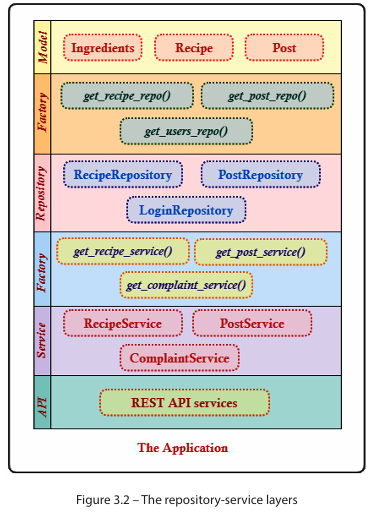 Model
Ingredients Recipe Post
Factory
get_recipe_repo() get_post_repo()
get_users_repo()
Repository
RecipeRepository PostRepository
LoginRepository
Factory
get_recipe_service() get_post_service()
get_complaint_service()
Service
RecipeService PostService
ComplaintService
API
REST API services
The Application
Figure 3.2 – The repository-service layers